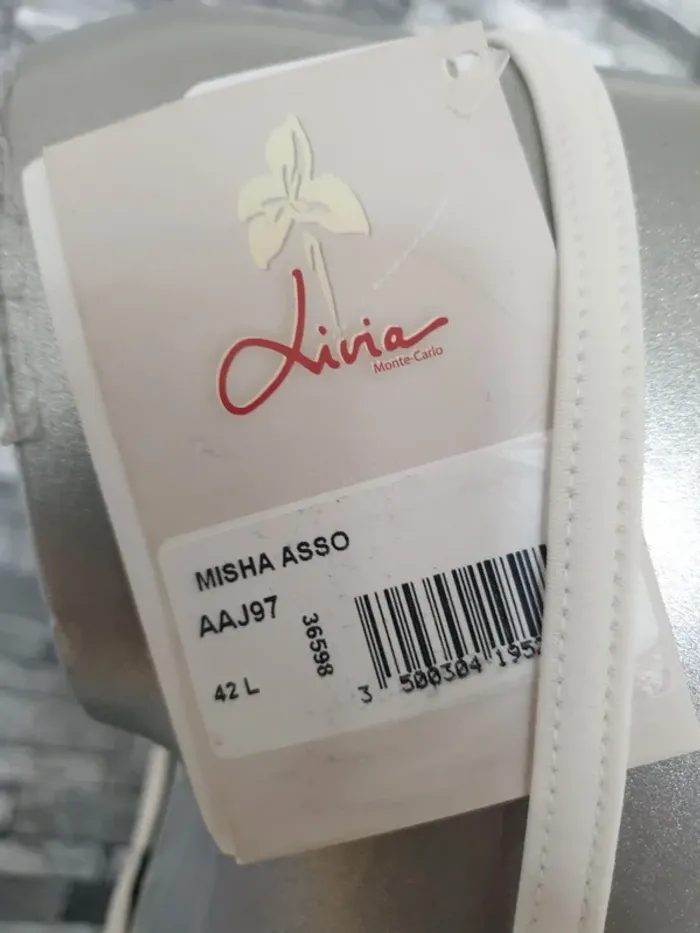 Livia
Monte-Carlo
MISHA ASSO
AAJ97
36598
42 L
3 500304 195